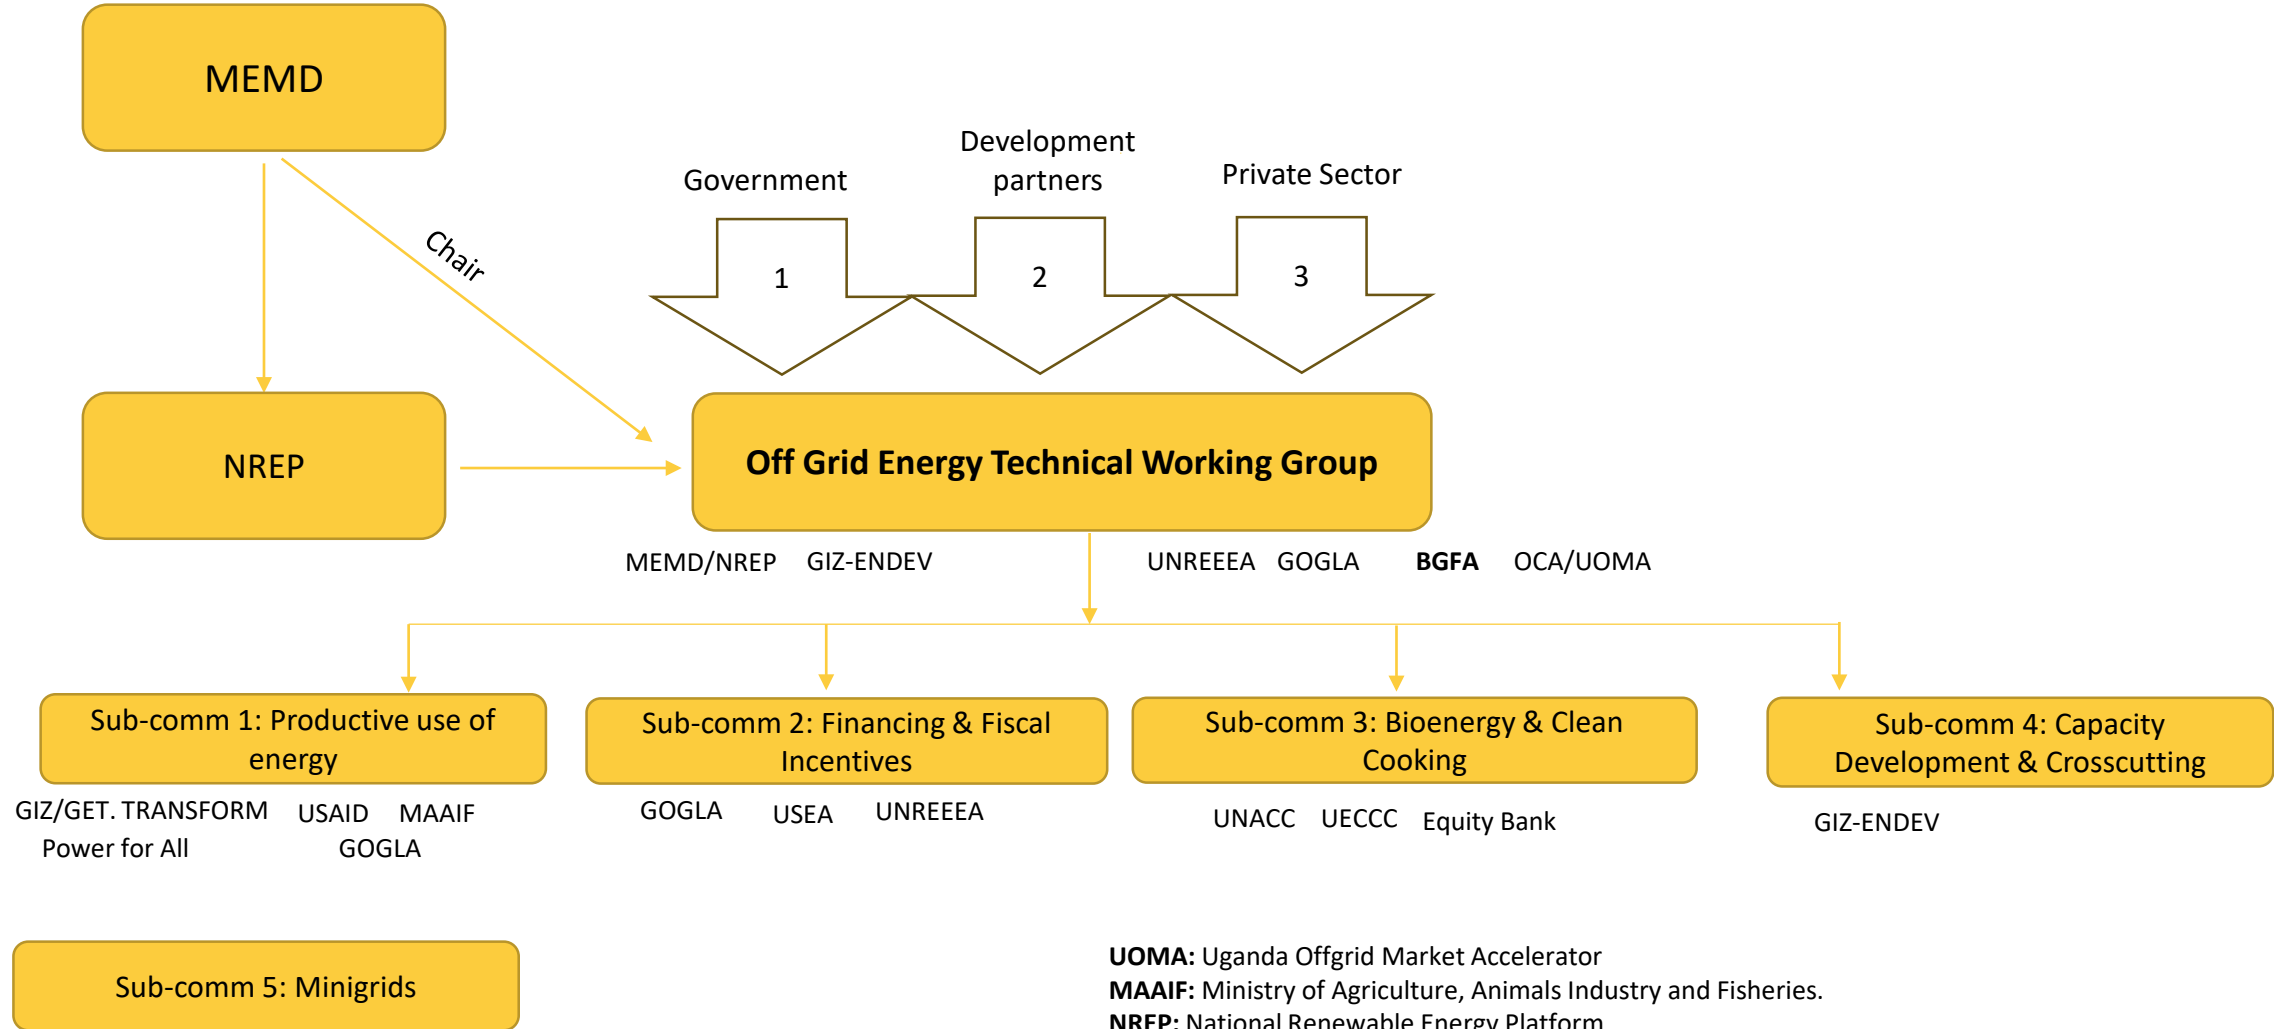 MEMD
Development
partners
Government
Private Sector
Chair
1
2
3
NREP
Off Grid Energy Technical Working Group
MEMD/NREP GIZ-ENDEV UNREEEA GOGLA BGFA OCA/UOMA
Sub-comm 1: Productive use of
energy
Sub-comm 2: Financing & Fiscal
Incentives
Sub-comm 3: Bioenergy & Clean
Cooking
Sub-comm 4: Capacity
Development & Crosscutting
GIZ/GET. TRANSFORM USAID MAAIF
Power for All GOGLA
GOGLA USEA UNREEEA
UNACC UECCC Equity Bank
GIZ-ENDEV
Sub-comm 5: Minigrids
UOMA: Uganda Offgrid Market Accelerator
MAAIF: Ministry of Agriculture, Animals Industry and Fisheries.
NREP: National Renewable Energy Platform